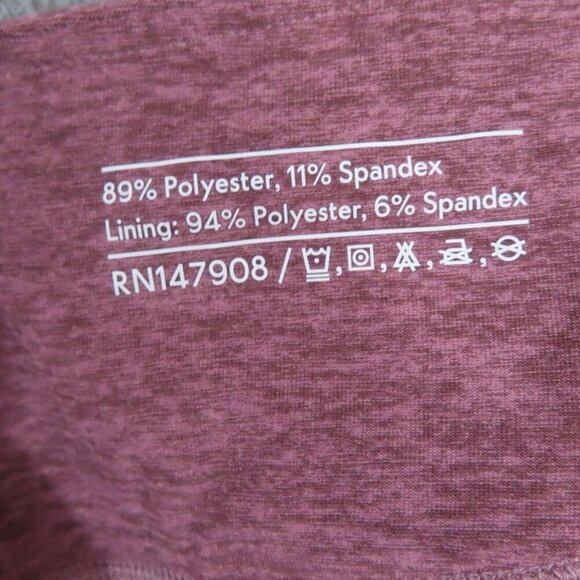 89% Polyester, 11% Spandex
Lining: 94% Polyester, 6% Spandex
RN147908 /